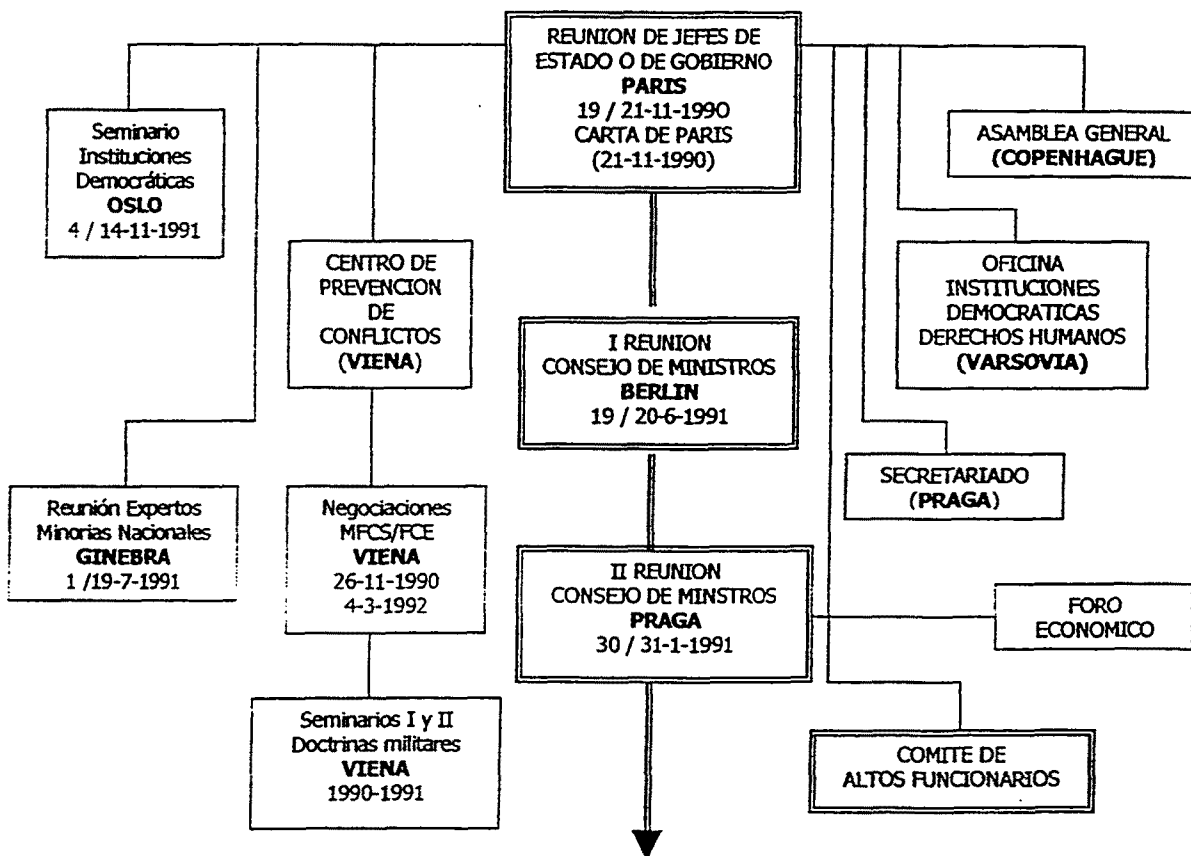 REUNION DE JEFES DE
ESTADO O DE GOBIERNO
PARIS
19 / 21-11-1990
CARTA DE PARIS
(21-11-1990)
Seminario
Instituciones
Democráticas
OSLO
4 / 14-11-1991
ASAMBLEA GENERAL
(COPENHAGUE)
CENTRO DE
PREVENCION
DE
CONFLICTOS
(VIENA)
OFICINA
INSTITUCIONES
DEMOCRATICAS
DERECHOS HUMANOS
(VARSOVIA)
I REUNION
CONSEJO DE MINISTROS
BERLIN
19 / 20-6-1991
SECRETARIADO
(PRAGA)
Reunión Expertos
Minorias Nacionales
GINEBRA
1 /19-7-1991
Negociaciones
MFCS/FCE
VIENA
26-11-1990
4-3-1992
II REUNION
CONSEJO DE MINSTROS
PRAGA
30 / 31-1-1991
FORO
ECONOMICO
Seminarios I y II
Doctrinas militares
VIENA
1990-1991
COMITE DE
ALTOS FUNCIONARIOS